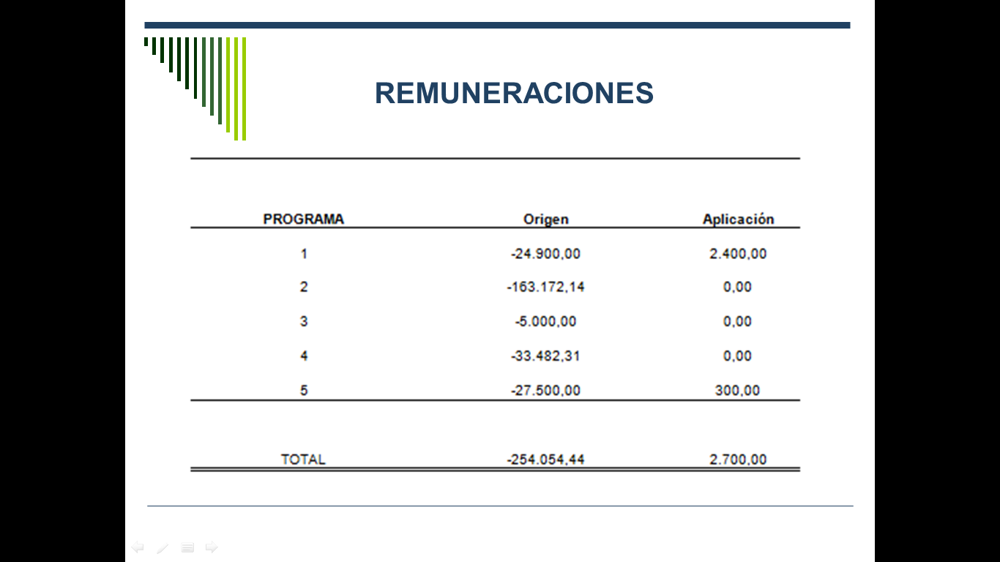 REMUNERACIONES
PROGRAMA Origen Aplicación
1 -24.900,00 2.400,00
2 -163.172,14 0,00
3 -5.000,00 0,00
4 -33.482,31 0,00
5 -27.500,00 300,00
TOTAL -254.054,44 2.700,00